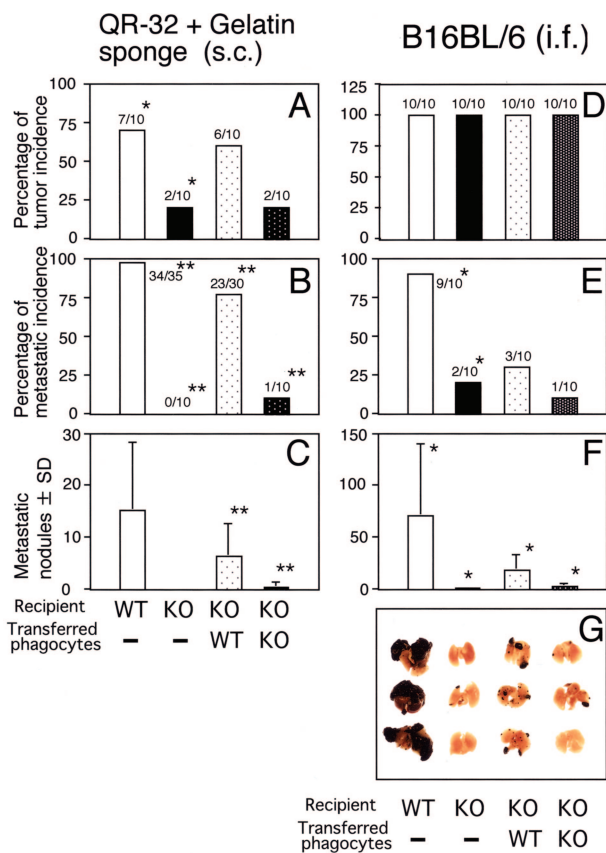 QR-32 + Gelatin
sponge (s.c.)
B16BL/6 (i.f.)
A
Percentage of
tumor incidence
100
75
50
25
0
7/10 *
2/10 *
6/10
2/10
D
125
100
75
50
25
0
10/10 10/10 10/10 10/10
B
Percentage of
metastatic incidence
75
50
25
0
34/35 **
0/10 **
23/30 **
1/10 **
E
100
75
50
25
0
9/10 *
2/10 *
3/10
1/10
C
Metastatic
nodules ± SD
30
20
10
0
**
**
F
150
100
50
0
*
*
*
*
Recipient WT KO KO KO
Transferred
phagocytes – – WT KO
G
Recipient WT KO KO KO
Transferred
phagocytes – – WT KO